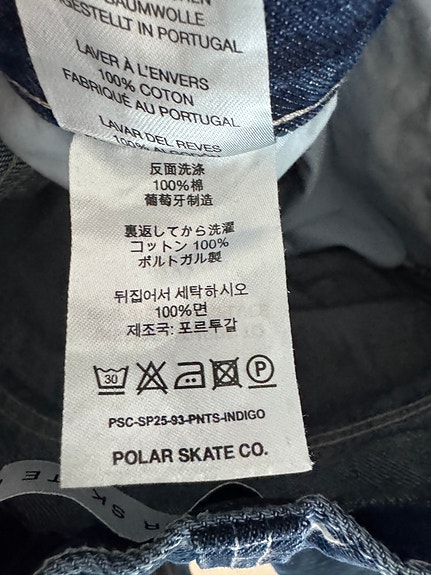 BAUMWOLLE
GESTELLT IN PORTUGAL
LAVER À L'ENVERS
100% COTON
FABRIQUÉ AU PORTUGAL
LAVAR DEL REVES
100% ALGODON
反面洗涤
100%棉
葡萄牙制造
裏返してから洗濯
コットン 100%
ポルトガル製
뒤집어서 세탁하시오
100%면
제조국: 포르투갈
30
P
PSC-SP25-93-PNTS-INDIGO
POLAR SKATE CO.
R SKATE